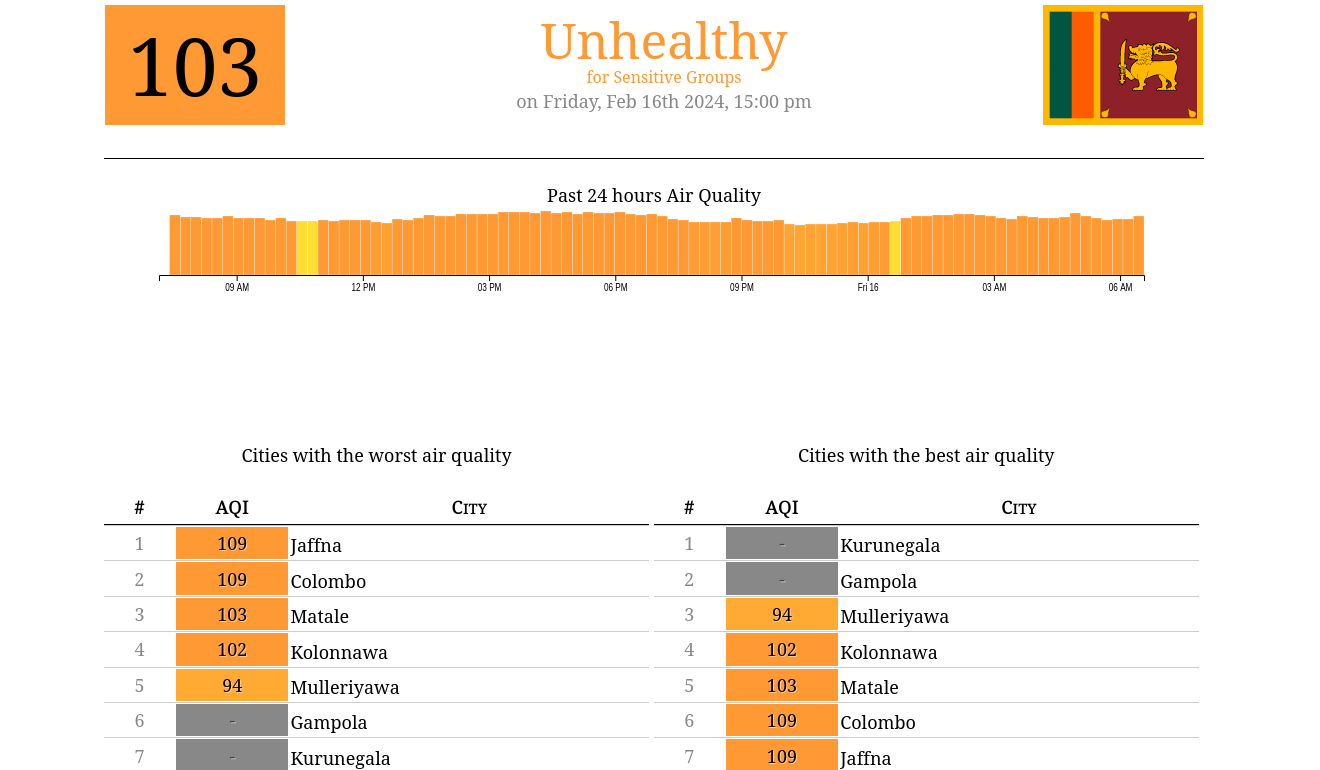 103
Unhealthy
for Sensitive Groups
on Friday, Feb 16th 2024, 15:00 pm
Past 24 hours Air Quality
09 AM 12 PM 03 PM 06 PM 09 PM Fri 16 03 AM 06 AM
Cities with the worst air quality
# AQI City
1 109 Jaffna
2 109 Colombo
3 103 Matale
4 102 Kolonnawa
5 94 Mulleriyawa
6 - Gampola
7 - Kurunegala
Cities with the best air quality
# AQI City
1 - Kurunegala
2 - Gampola
3 94 Mulleriyawa
4 102 Kolonnawa
5 103 Matale
6 109 Colombo
7 109 Jaffna